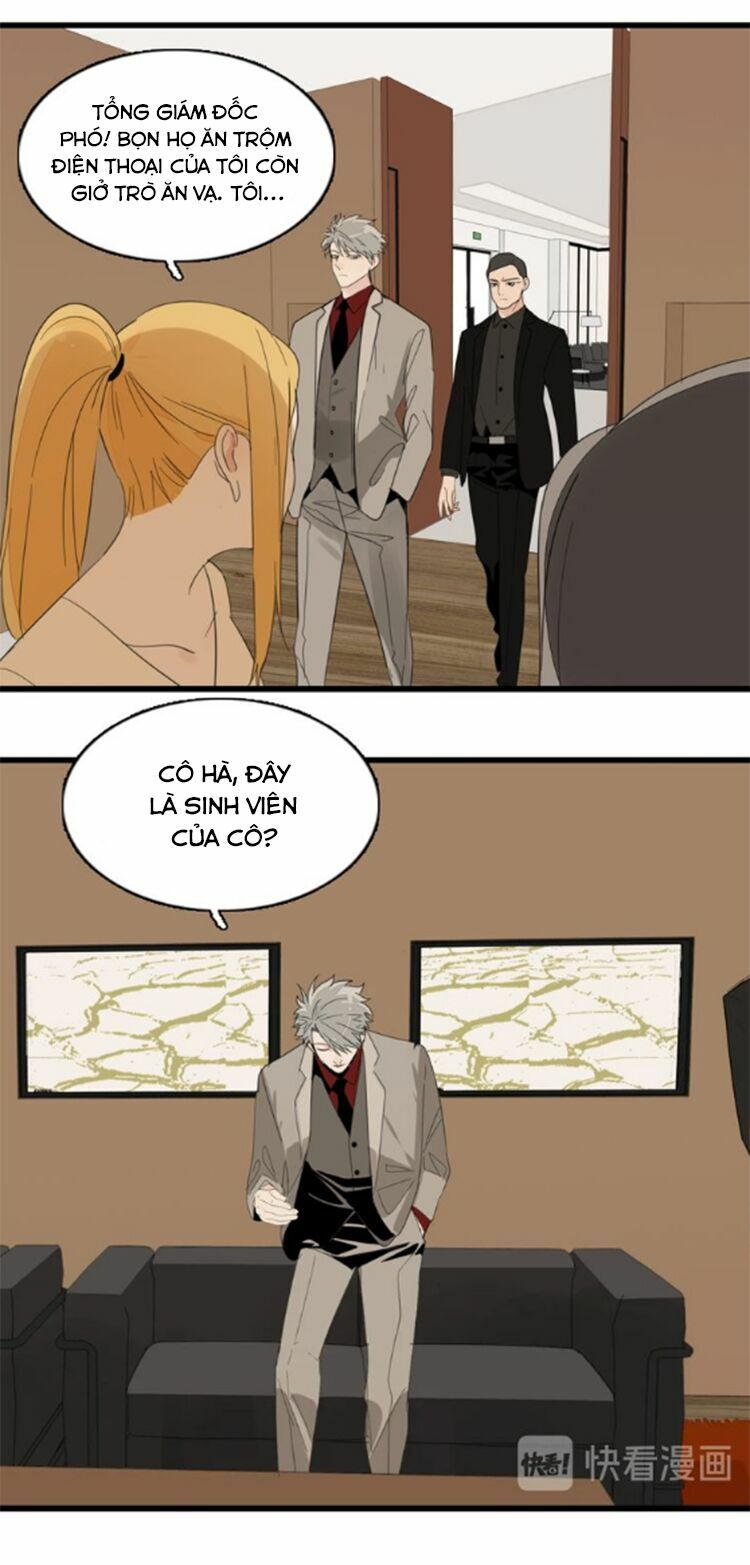 TỔNG GIÁM ĐỐC
PHÓ! BỌN HỌ ĂN TRỘM
ĐIỆN THOẠI CỦA TÔI CÒN
GIỞ TRÒ ĂN VẠ. TÔI...
CÔ HÀ, ĐÂY
LÀ SINH VIÊN
CỦA CÔ?
快看! 快看漫画